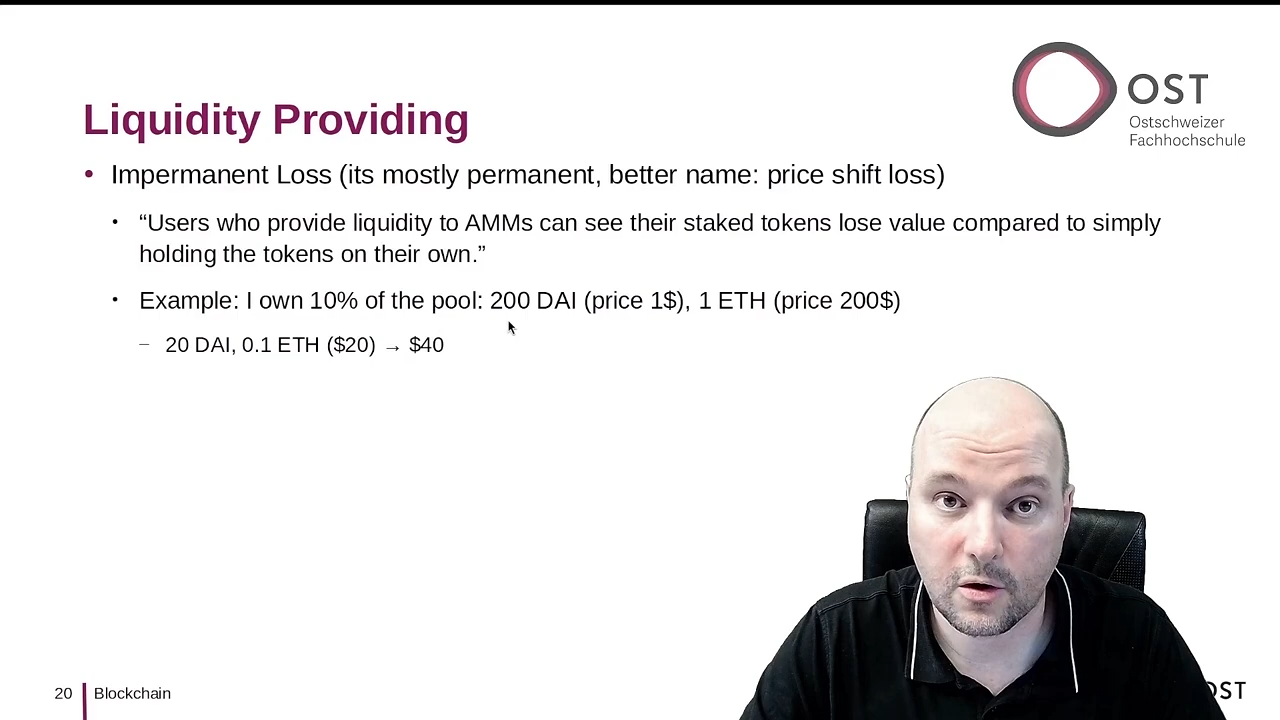 OST
Ostschweizer
Fachhochschule
Liquidity Providing
• Impermanent Loss (its mostly permanent, better name: price shift loss)
• “Users who provide liquidity to AMMs can see their staked tokens lose value compared to simply
holding the tokens on their own.”
• Example: I own 10% of the pool: 200 DAI (price 1$), 1 ETH (price 200$)
– 20 DAI, 0.1 ETH ($20) → $40
20 Blockchain
OST